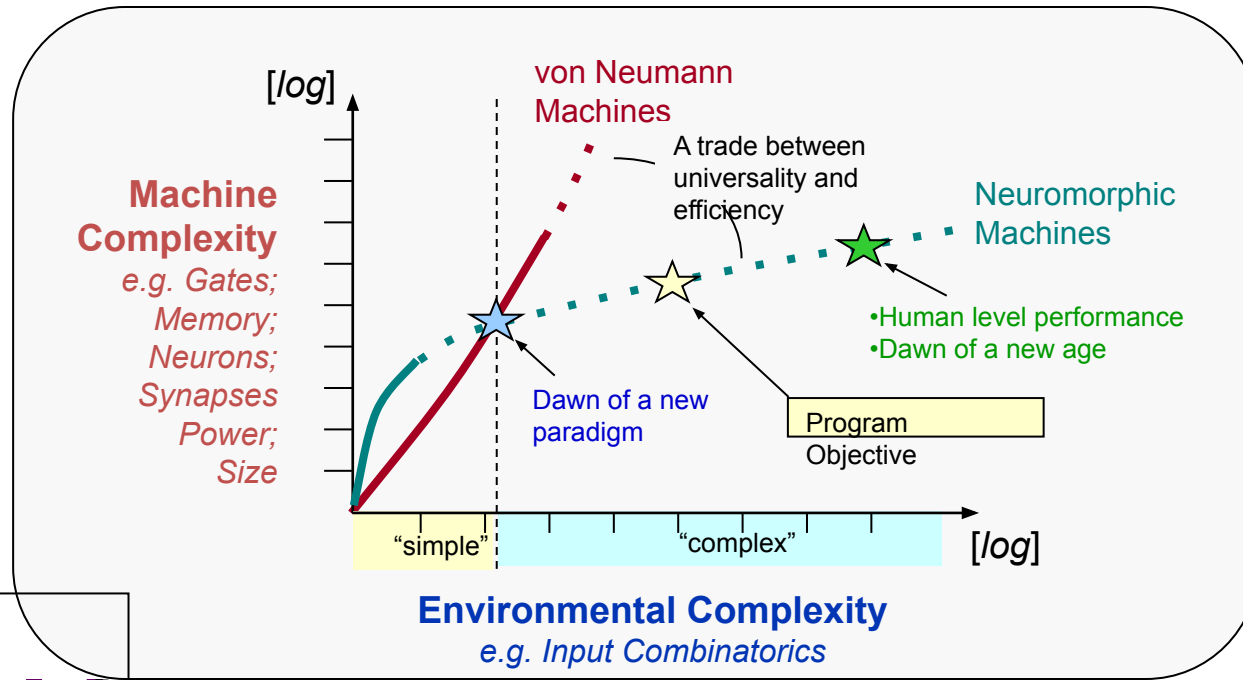 [log]
von Neumann
Machines
A trade between
universality and
efficiency
Neuromorphic
Machines
Machine
Complexity
e.g. Gates;
Memory;
Neurons;
Synapses
Power;
Size
•Human level performance
•Dawn of a new age
Dawn of a new
paradigm
Program
Objective
“simple”
“complex”
[log]
Environmental Complexity
e.g. Input Combinatorics